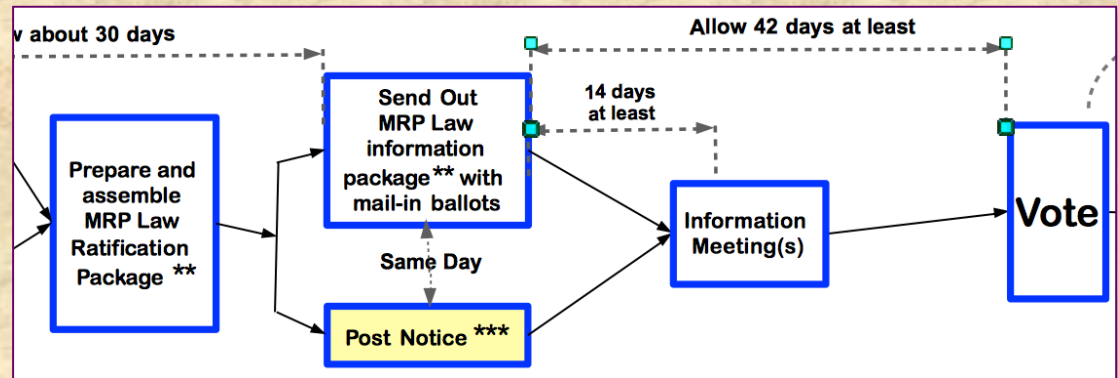 w about 30 days
Allow 42 days at least
14 days
at least
Prepare and
assemble
MRP Law
Ratification
Package **
Send Out
MRP Law
information
package** with
mail-in ballots
Same Day
Post Notice ***
Information
Meeting(s)
Vote